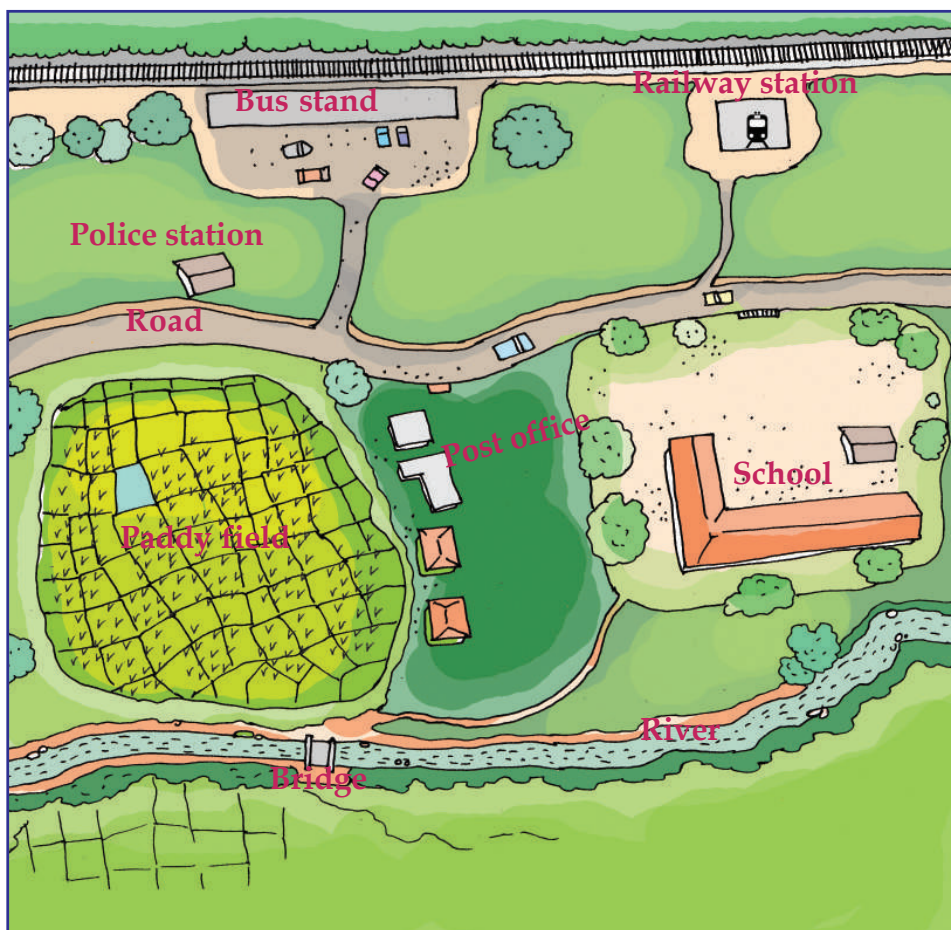 Bus stand
Railway station
Police station
Road
Post office
School
Paddy field
River
Bridge